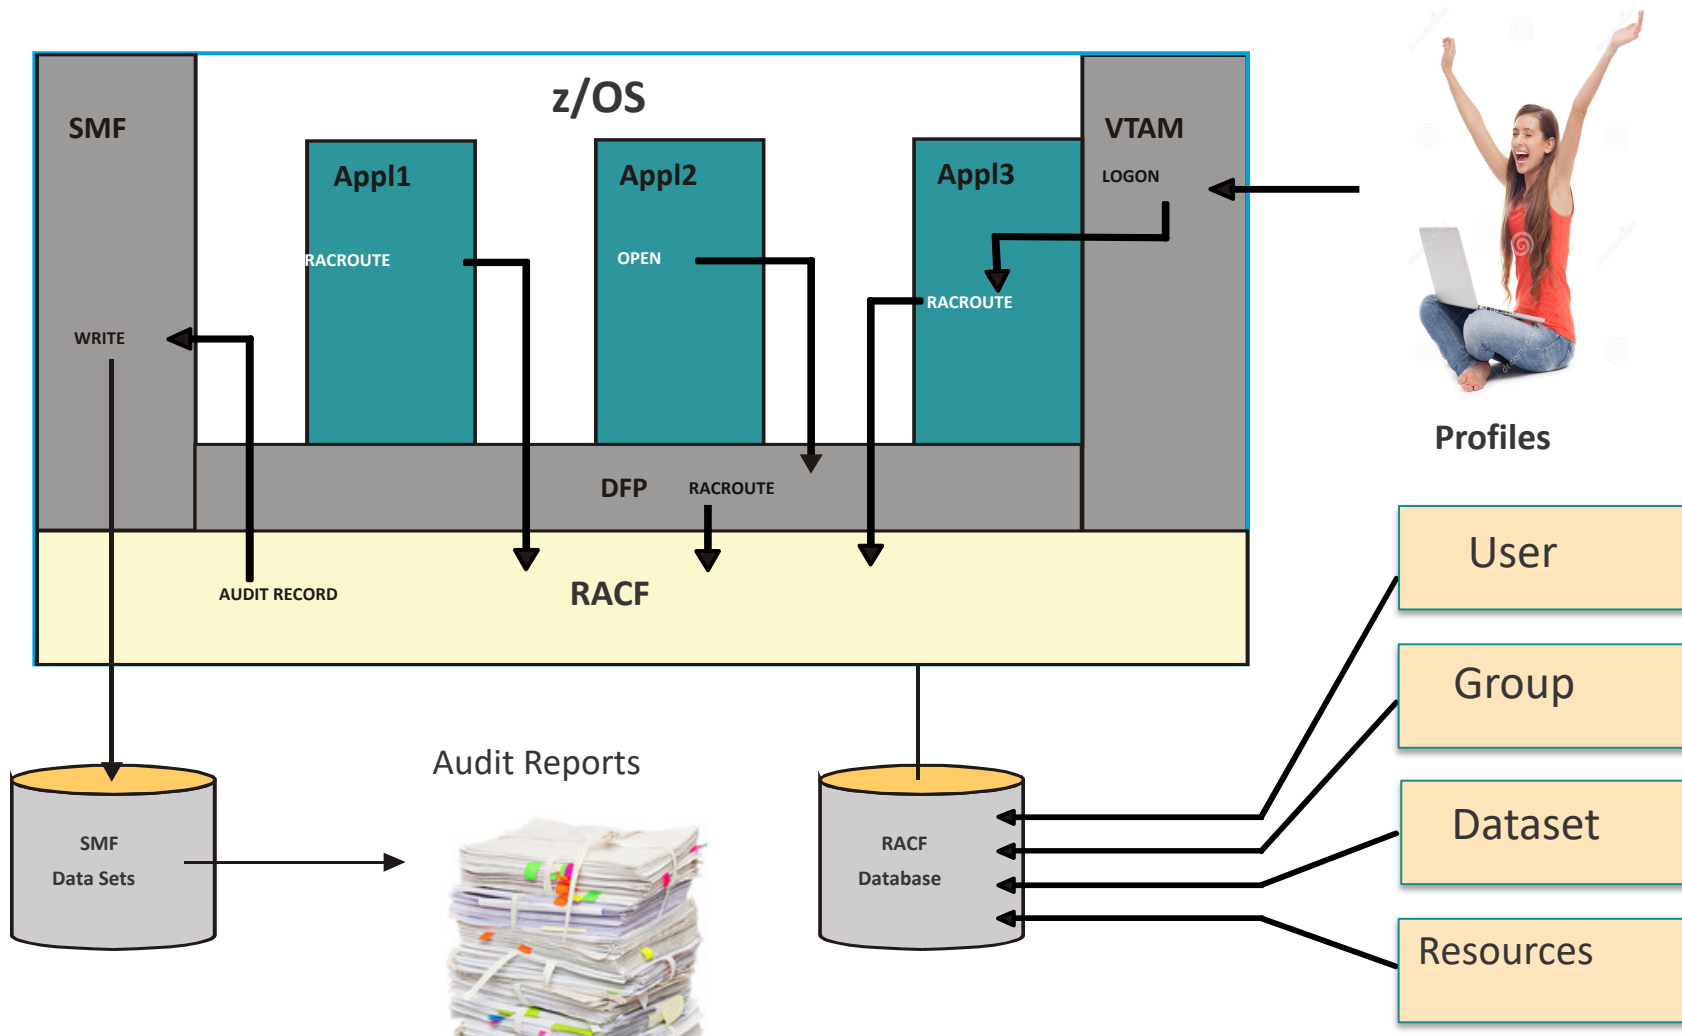 z/OS
SMF
VTAM
Appl1
Appl2
Appl3
LOGON
RACROUTE
OPEN
RACROUTE
WRITE
Profiles
DFP
RACROUTE
User
AUDIT RECORD
RACF
Group
Audit Reports
Dataset
SMF
Data Sets
RACF
Database
Resources